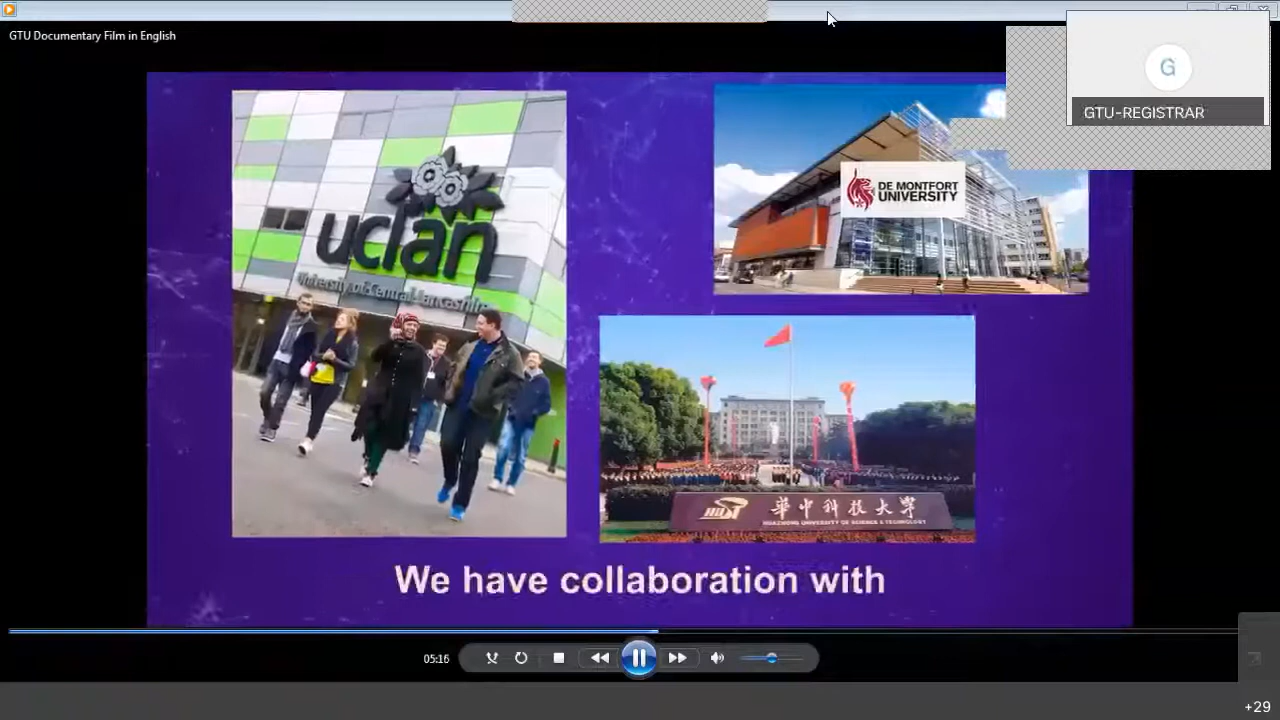 GTU Documentary Film in English
G
GTU-REGISTRAR
uclan
University of Central Lancashire
DE MONTFORT
UNIVERSITY
HUST
華中科技大學
HUAZHONG UNIVERSITY OF SCIENCE & TECHNOLOGY
We have collaboration with
05:16
+29